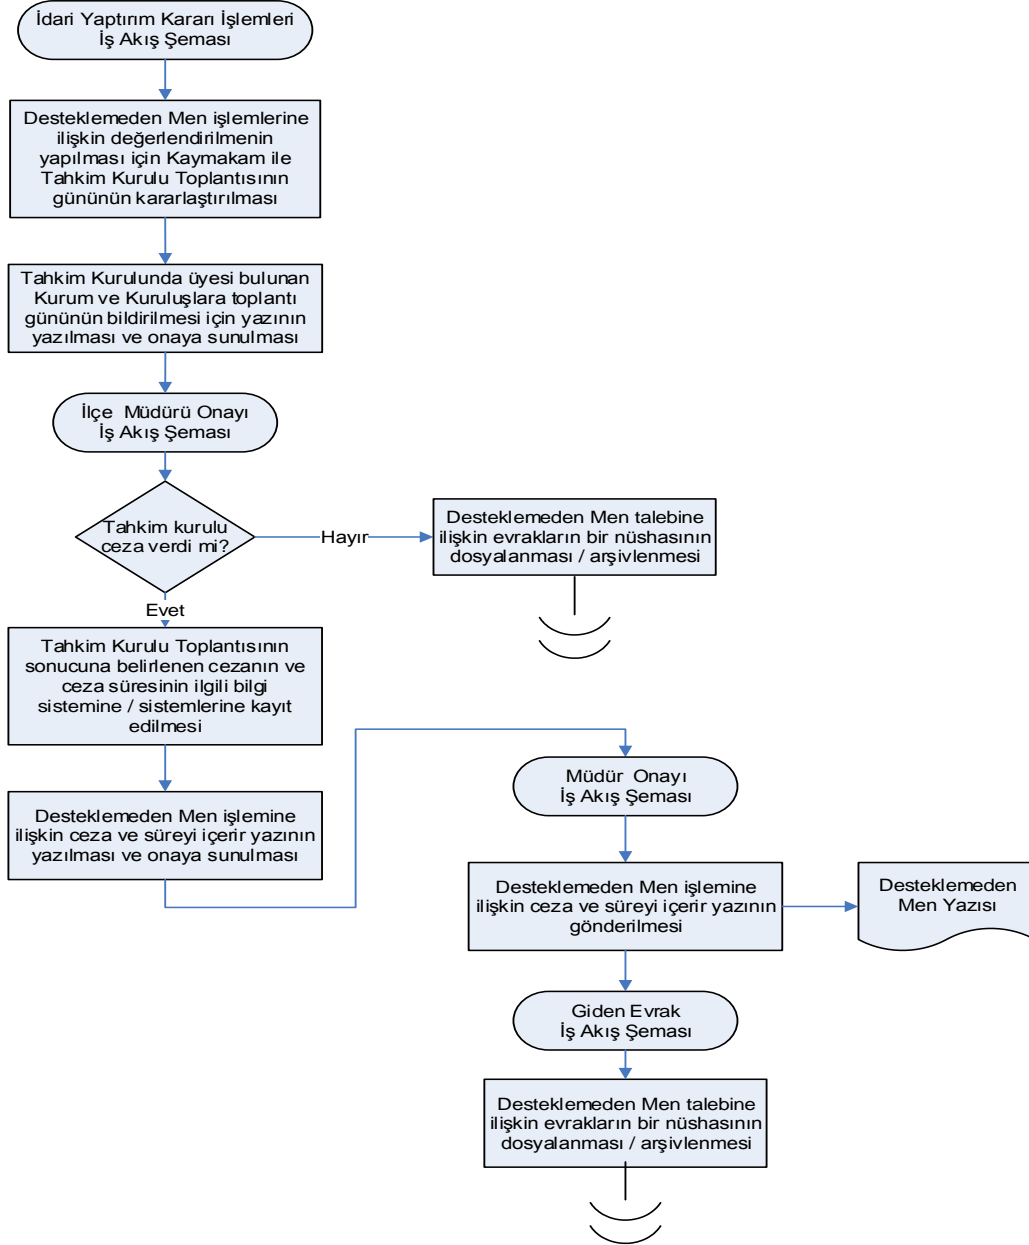 İdari Yaptırım Kararı İşlemleri
İş Akış Şeması
Desteklemeden Men işlemlerine
ilişkin değerlendirilmenin
yapılması için Kaymakam ile
Tahkim Kurulu Toplantısının
gününün kararlaştırılması
Tahkim Kurulunda üyesi bulunan
Kurum ve Kuruluşlara toplantı
gününün bildirilmesi için yazının
yazılması ve onaya sunulması
İlçe Müdürü Onayı
İş Akış Şeması
Tahkim kurulu
ceza verdi mi?
Hayır
Desteklemeden Men talebine
ilişkin evrakların bir nüshasının
dosyalanması / arşivlenmesi
Evet
Tahkim Kurulu Toplantısının
sonucuna belirlenen cezanın ve
ceza süresinin ilgili bilgi
sistemine / sistemlerine kayıt
edilmesi
Desteklemeden Men işlemine
ilişkin ceza ve süreyi içerir yazının
yazılması ve onaya sunulması
Müdür Onayı
İş Akış Şeması
Desteklemeden Men işlemine
ilişkin ceza ve süreyi içerir yazının
gönderilmesi
Desteklemeden
Men Yazısı
Giden Evrak
İş Akış Şeması
Desteklemeden Men talebine
ilişkin evrakların bir nüshasının
dosyalanması / arşivlenmesi